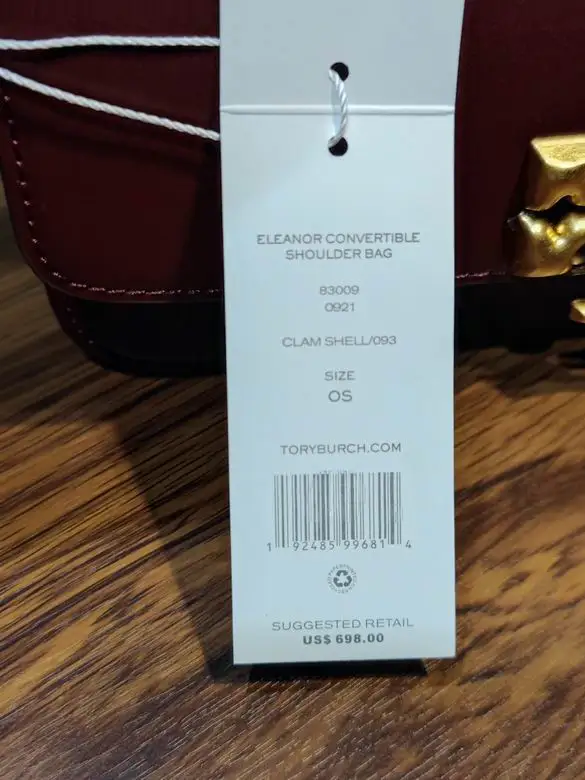 ELEANOR CONVERTIBLE
SHOULDER BAG
83009
0921
CLAM SHELL/093
SIZE
OS
TORYBURCH.COM
1 92485 99681 4
SUGGESTED RETAIL
US$ 698.00